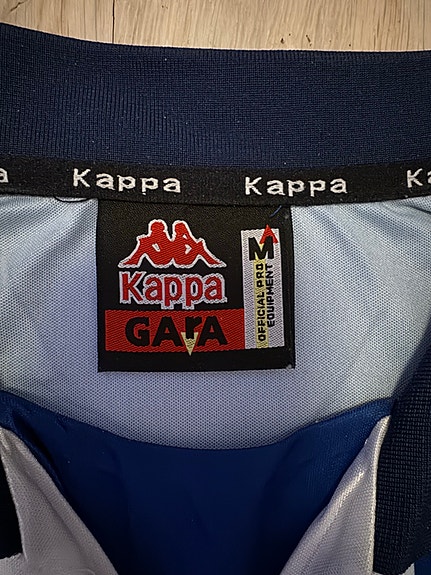 a Kappa Kappa Ka
Kappa
GArA
M
OFFICIAL PRO
EQUIPMENT